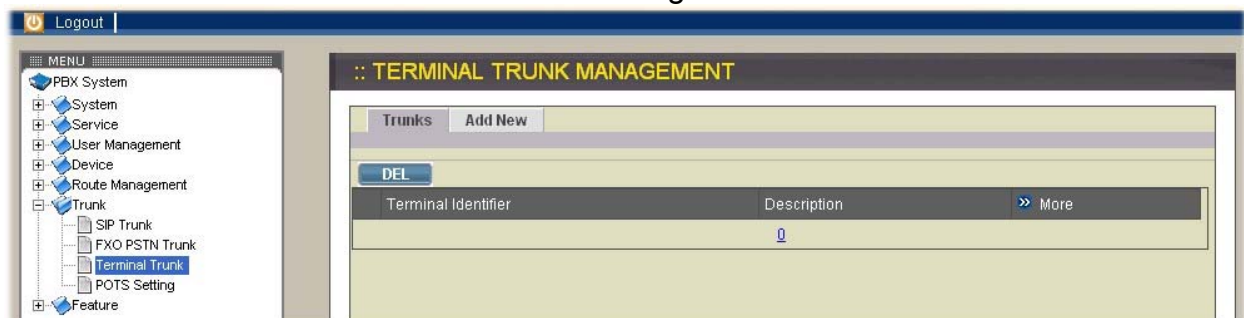 Logout
MENU
PBX System
System
Service
User Management
Device
Route Management
Trunk
SIP Trunk
FXO PSTN Trunk
Terminal Trunk
POTS Setting
Feature
:: TERMINAL TRUNK MANAGEMENT
Trunks Add New
DEL
Terminal Identifier Description More
0